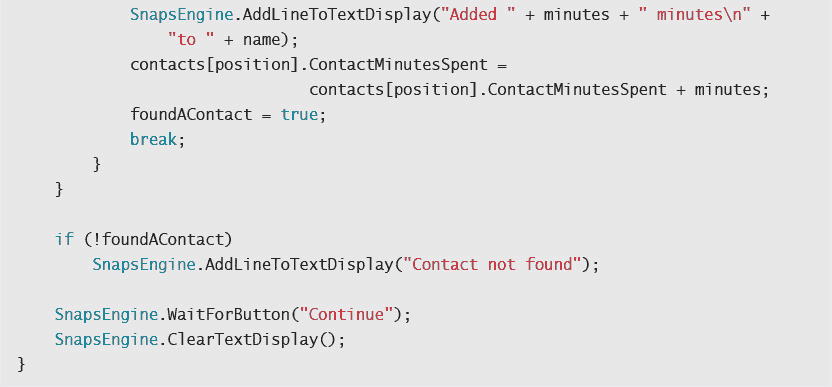 SnapsEngine.AddLineToTextDisplay("Added " + minutes + " minutes\n" +
"to " + name);
contacts[position].ContactMinutesSpent =
contacts[position].ContactMinutesSpent + minutes;
foundAContact = true;
break;
}
}
if (!foundAContact)
SnapsEngine.AddLineToTextDisplay("Contact not found");
SnapsEngine.WaitForButton("Continue");
SnapsEngine.ClearTextDisplay();
}